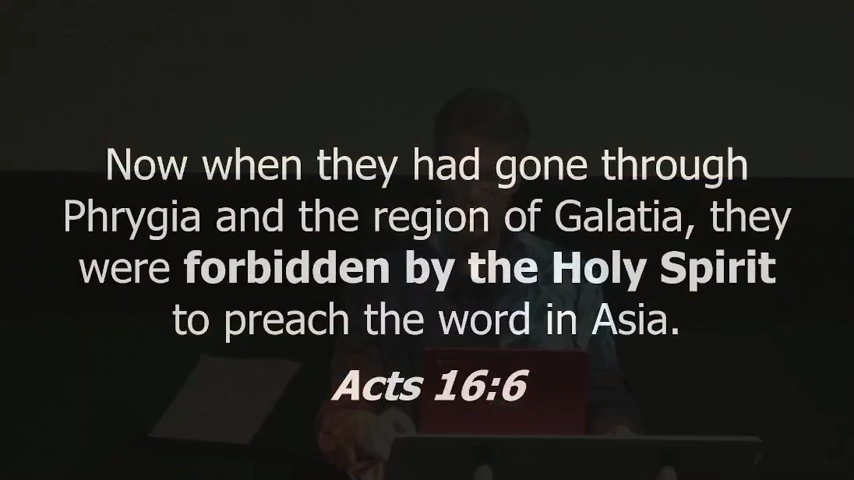 Now when they had gone through
Phrygia and the region of Galatia, they
were forbidden by the Holy Spirit
to preach the word in Asia.
Acts 16:6